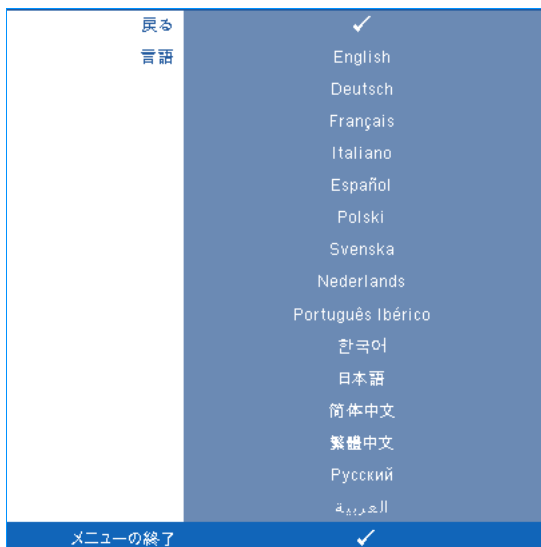 戻る ✓
言語 English
Deutsch
Français
Italiano
Español
Polski
Svenska
Nederlands
Português Ibérico
한국어
日本語
简体中文
繁體中文
Русский
العربية
メニューの終了 ✓